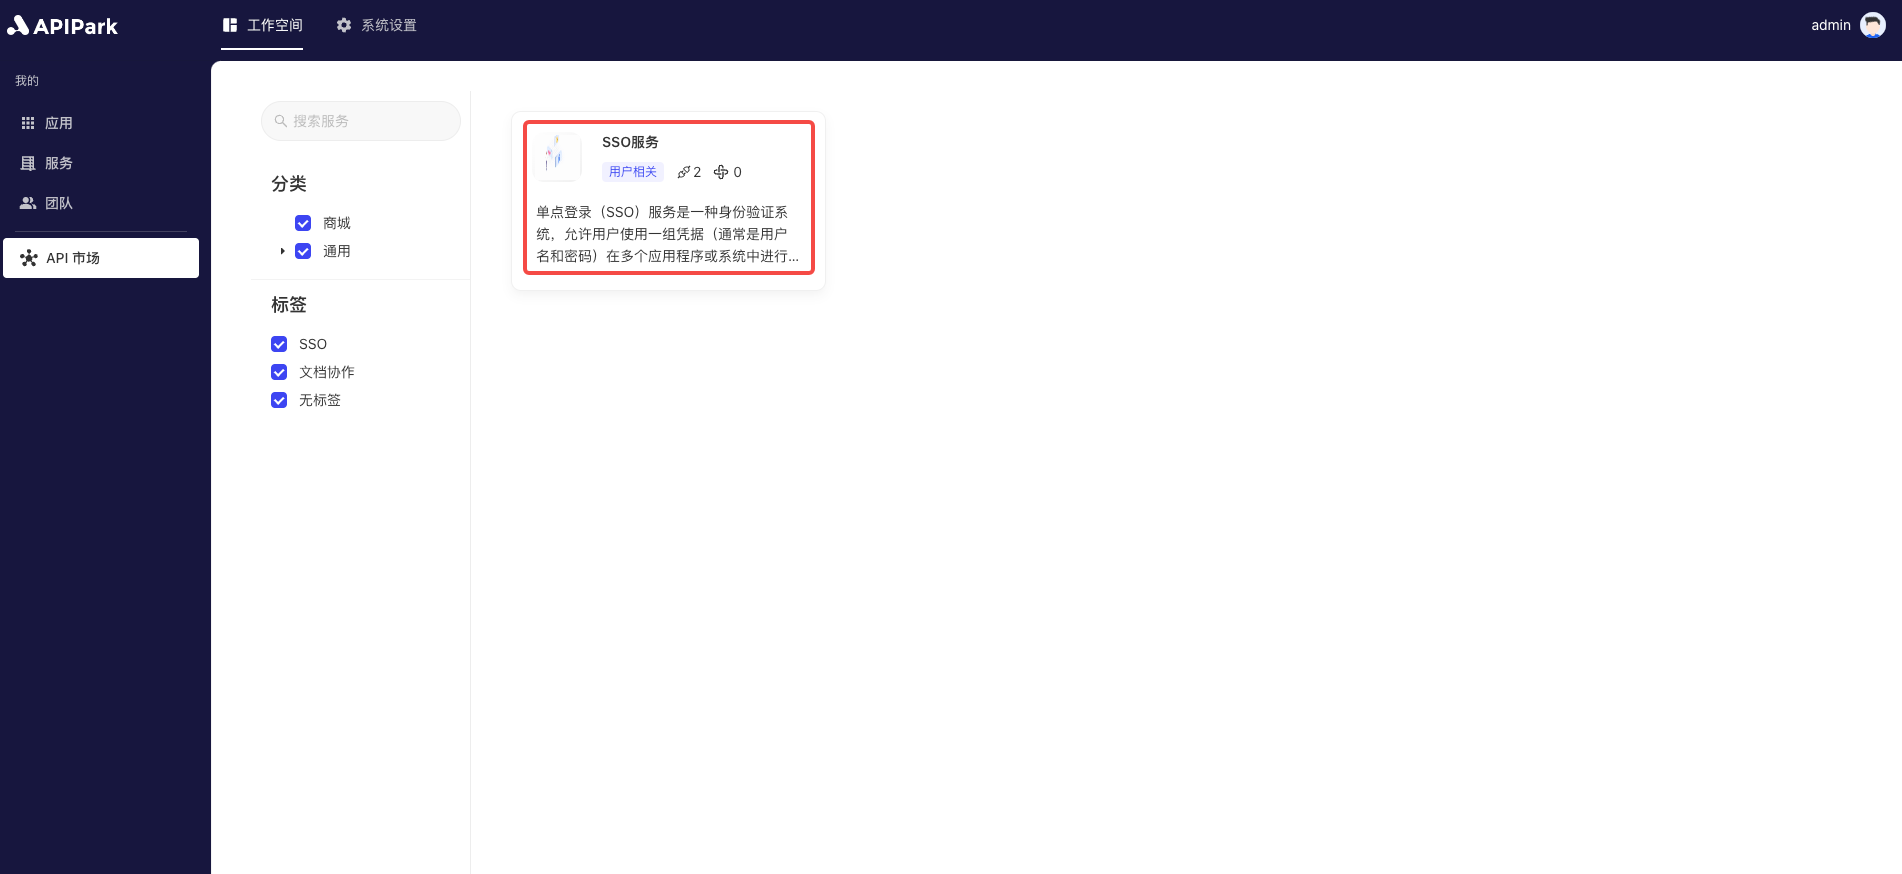 APIPark
工作空间
系统设置
admin
我的
应用
服务
团队
API 市场
搜索服务
分类
商城
通用
标签
SSO
文档协作
无标签
SSO服务
用户相关
2
0
单点登录（SSO）服务是一种身份验证系
统，允许用户使用一组凭据（通常是用户
名和密码）在多个应用程序或系统中进行...